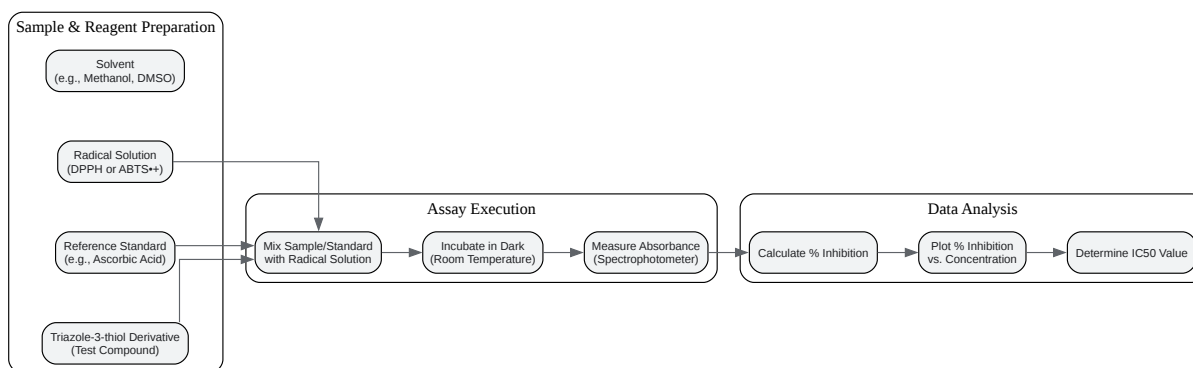 Sample & Reagent Preparation
Solvent
(e.g., Methanol, DMSO)
Radical Solution
(DPPH or ABTS•+)
Reference Standard
(e.g., Ascorbic Acid)
Triazole-3-thiol Derivative
(Test Compound)
Assay Execution
Mix Sample/Standard
with Radical Solution
Incubate in Dark
(Room Temperature)
Measure Absorbance
(Spectrophotometer)
Data Analysis
Calculate % Inhibition
Plot % Inhibition
vs. Concentration
Determine IC50 Value